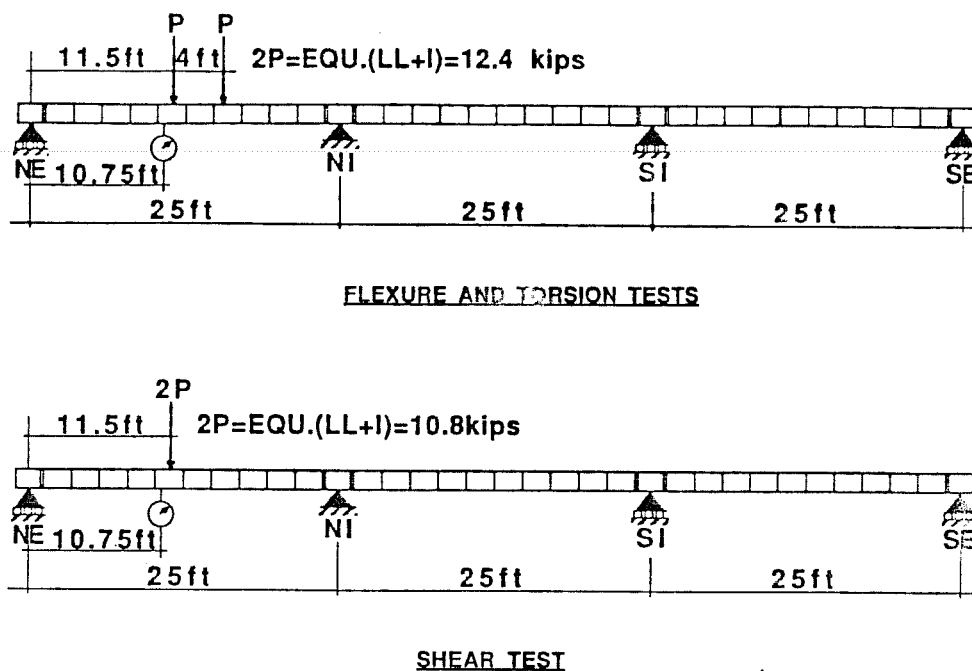 P P
11.5ft 4ft 2P=EQU.(LL+I)=12.4 kips
NE NI SI SE
10.75ft
25ft 25ft 25ft
FLEXURE AND TORSION TESTS
2P
11.5ft 2P=EQU.(LL+I)=10.8kips
NE NI SI SE
10.75ft
25ft 25ft 25ft
SHEAR TEST